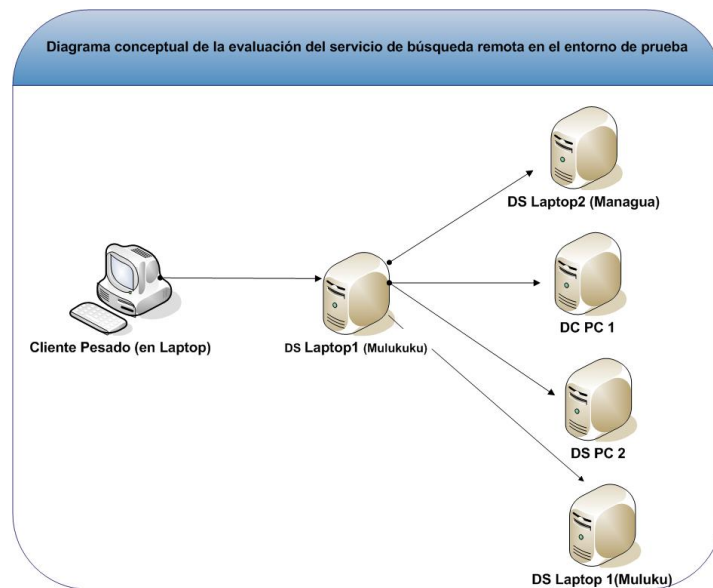 Diagrama conceptual de la evaluación del servicio de búsqueda remota en el entorno de prueba
DS Laptop2 (Managua)
Cliente Pesado (en Laptop)
DS Laptop1 (Mulukuku)
DC PC 1
DS PC 2
DS Laptop 1(Muluku)